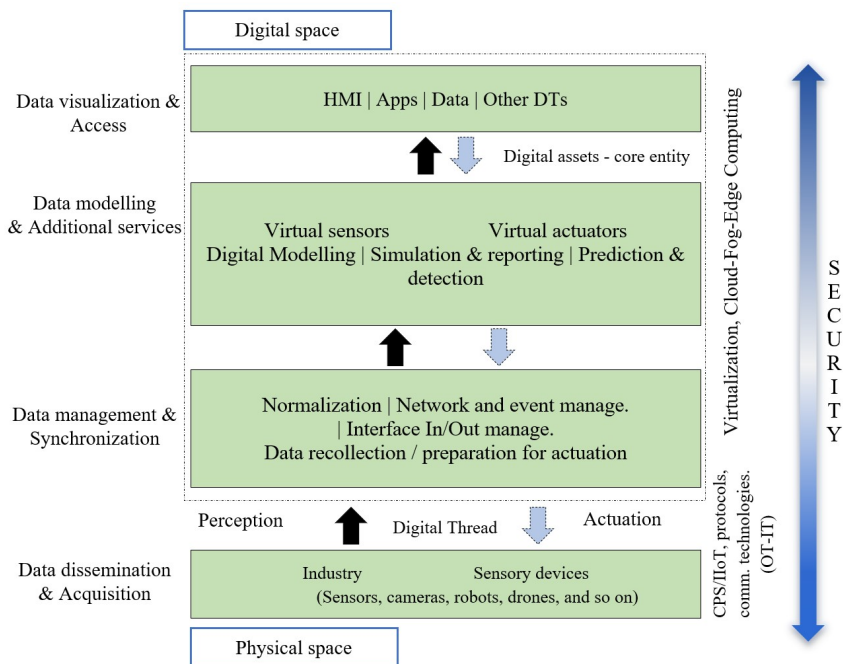 Digital space
Data visualization &
Access
HMI | Apps | Data | Other DTs
Digital assets - core entity
Data modelling
& Additional services
Virtual sensors Virtual actuators
Digital Modelling | Simulation & reporting | Prediction &
detection
Data management &
Synchronization
Normalization | Network and event manage.
| Interface In/Out manage.
Data recollection / preparation for actuation
Perception
Digital Thread
Actuation
Data dissemination
& Acquisition
Industry Sensory devices
(Sensors, cameras, robots, drones, and so on)
Physical space
Virtualization, Cloud-Fog-Edge Computing
CPS/IIoT, protocols,
comm. technologies.
(OT-IT)
SECURITY